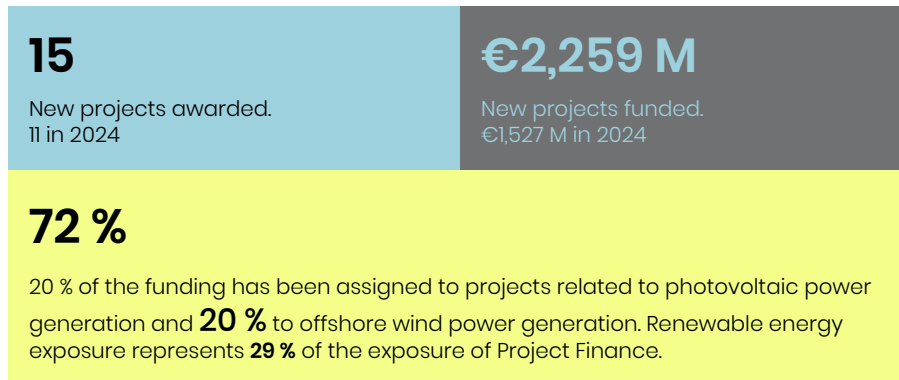 15
New projects awarded.
11 in 2024
€2,259 M
New projects funded.
€1,527 M in 2024
72 %
20 % of the funding has been assigned to projects related to photovoltaic power
generation and 20 % to offshore wind power generation. Renewable energy
exposure represents 29 % of the exposure of Project Finance.